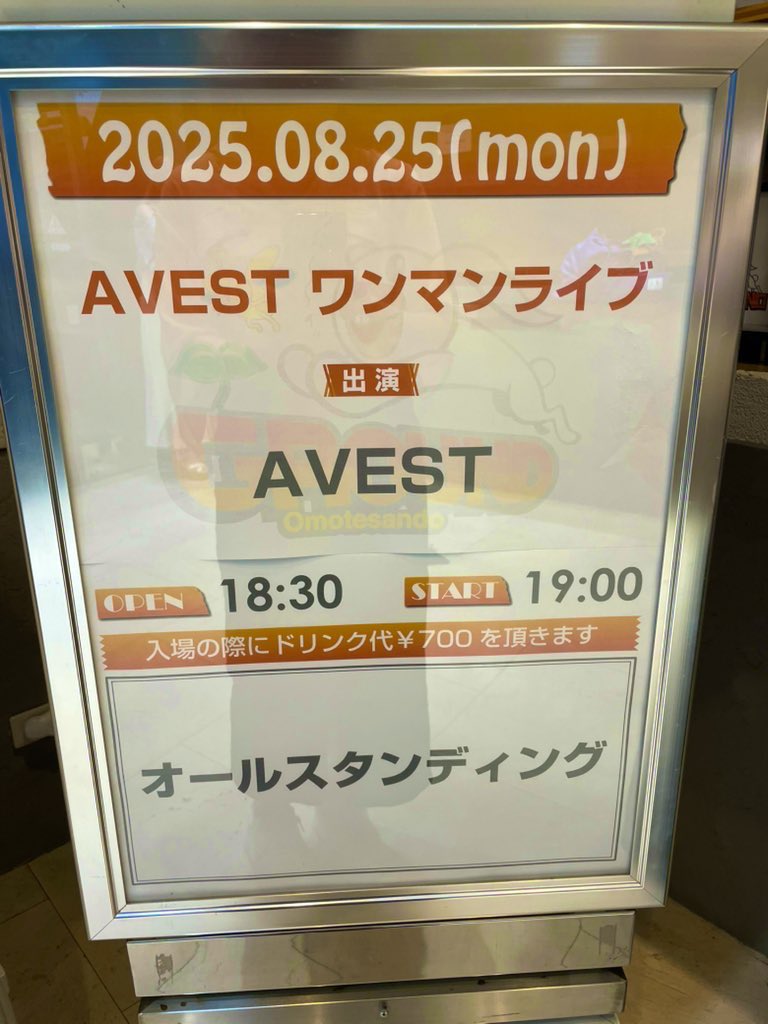 2025.08.25(mon)
AVEST ワンマンライブ
出演
AVEST
GROUND
Omotesando
OPEN 18:30 START 19:00
入場の際にドリンク代¥700を頂きます
オールスタンディング